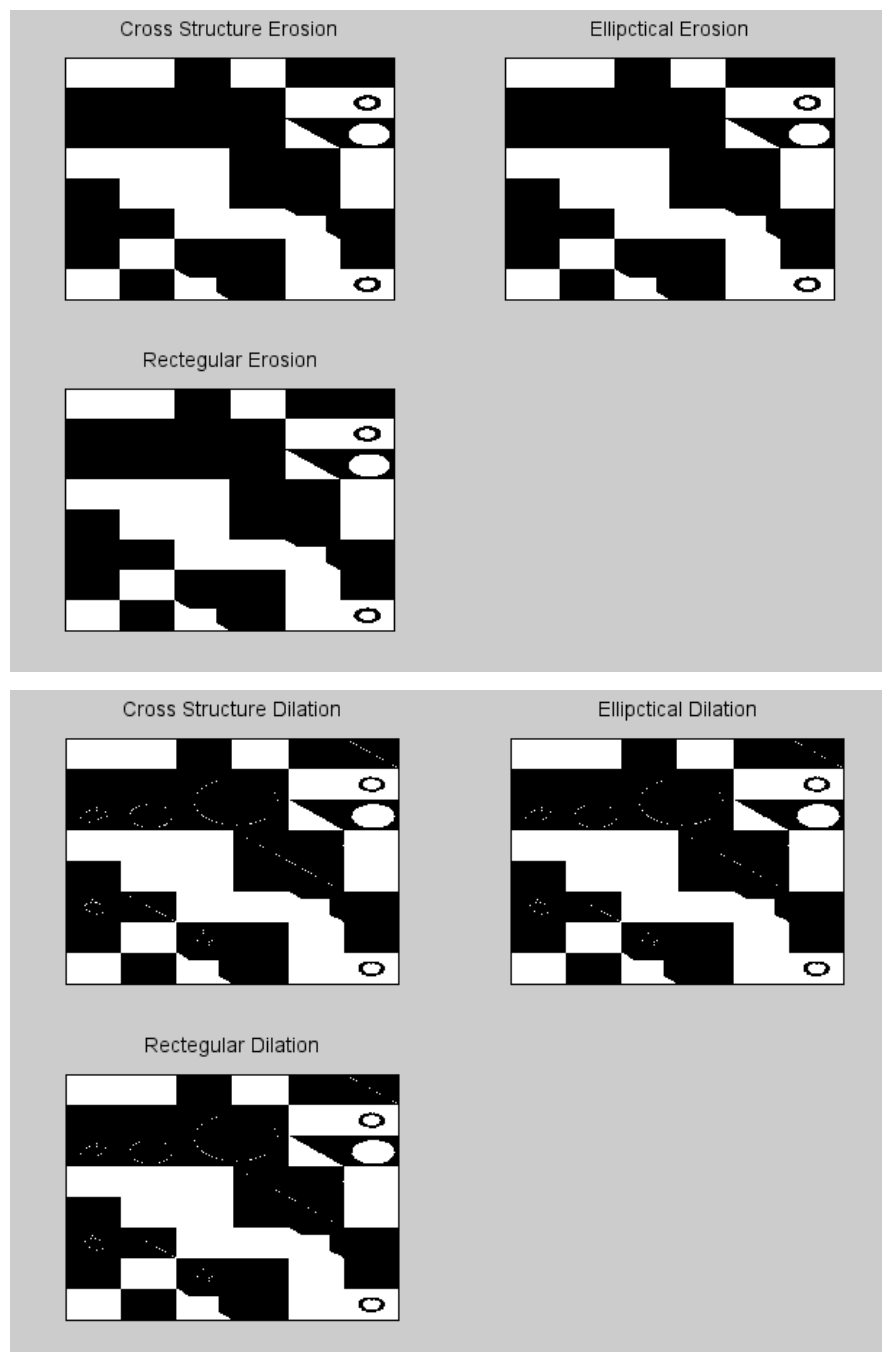 Cross Structure Erosion
Ellipctical Erosion
Rectegular Erosion
Cross Structure Dilation
Ellipctical Dilation
Rectegular Dilation